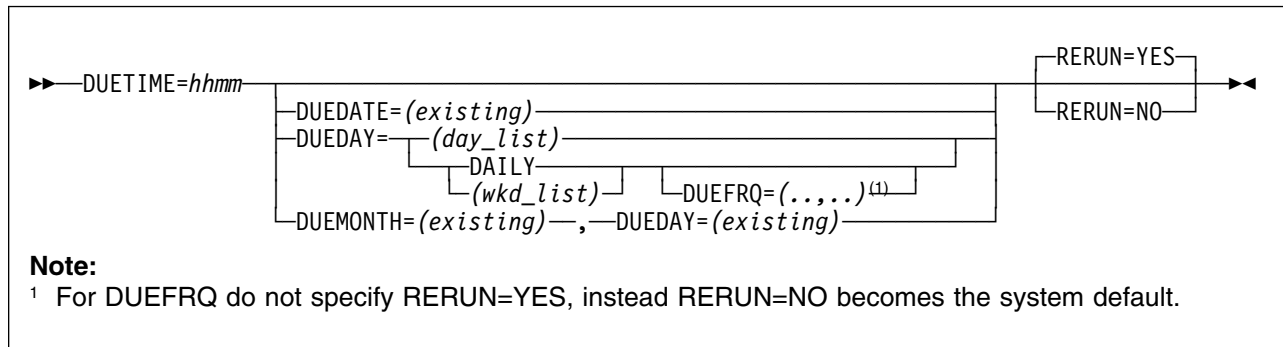 RERUN=YES
DUETIME=hhmm
DUEDATE=(existing) RERUN=NO
DUEDAY= (day_list)
DAILY
(wkd_list) DUEFRQ=(..,..)(1)
DUEMONTH=(existing) , DUEDAY=(existing)
Note:
1 For DUEFRQ do not specify RERUN=YES, instead RERUN=NO becomes the system default.